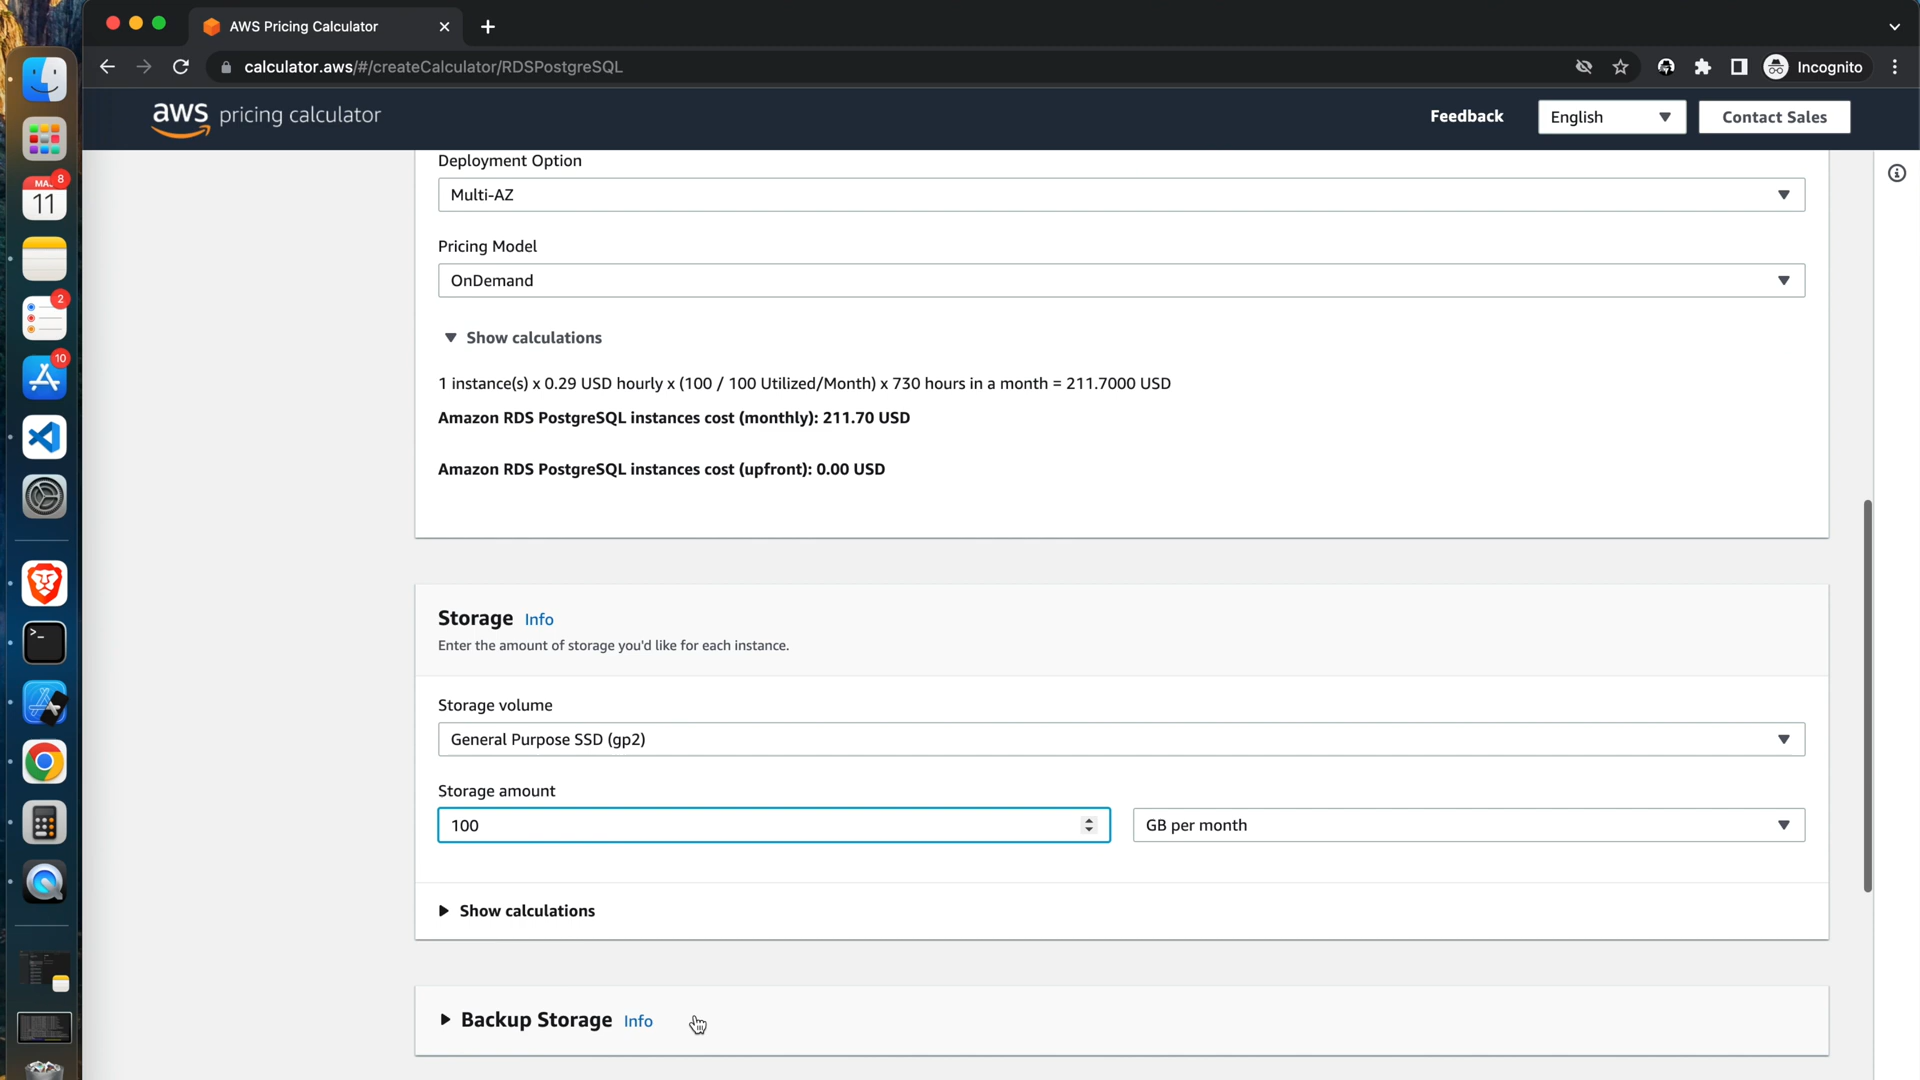 AWS Pricing Calculator
calculator.aws/#/createCalculator/RDSPostgreSQL
Incognito
aws pricing calculator
Feedback
English
Contact Sales
8
11
2
10
Deployment Option
Multi-AZ
Pricing Model
OnDemand
Show calculations
1 instance(s) x 0.29 USD hourly x (100 / 100 Utilized/Month) x 730 hours in a month = 211.7000 USD
Amazon RDS PostgreSQL instances cost (monthly): 211.70 USD
Amazon RDS PostgreSQL instances cost (upfront): 0.00 USD
Storage Info
Enter the amount of storage you'd like for each instance.
Storage volume
General Purpose SSD (gp2)
Storage amount
100
GB per month
Show calculations
Backup Storage Info